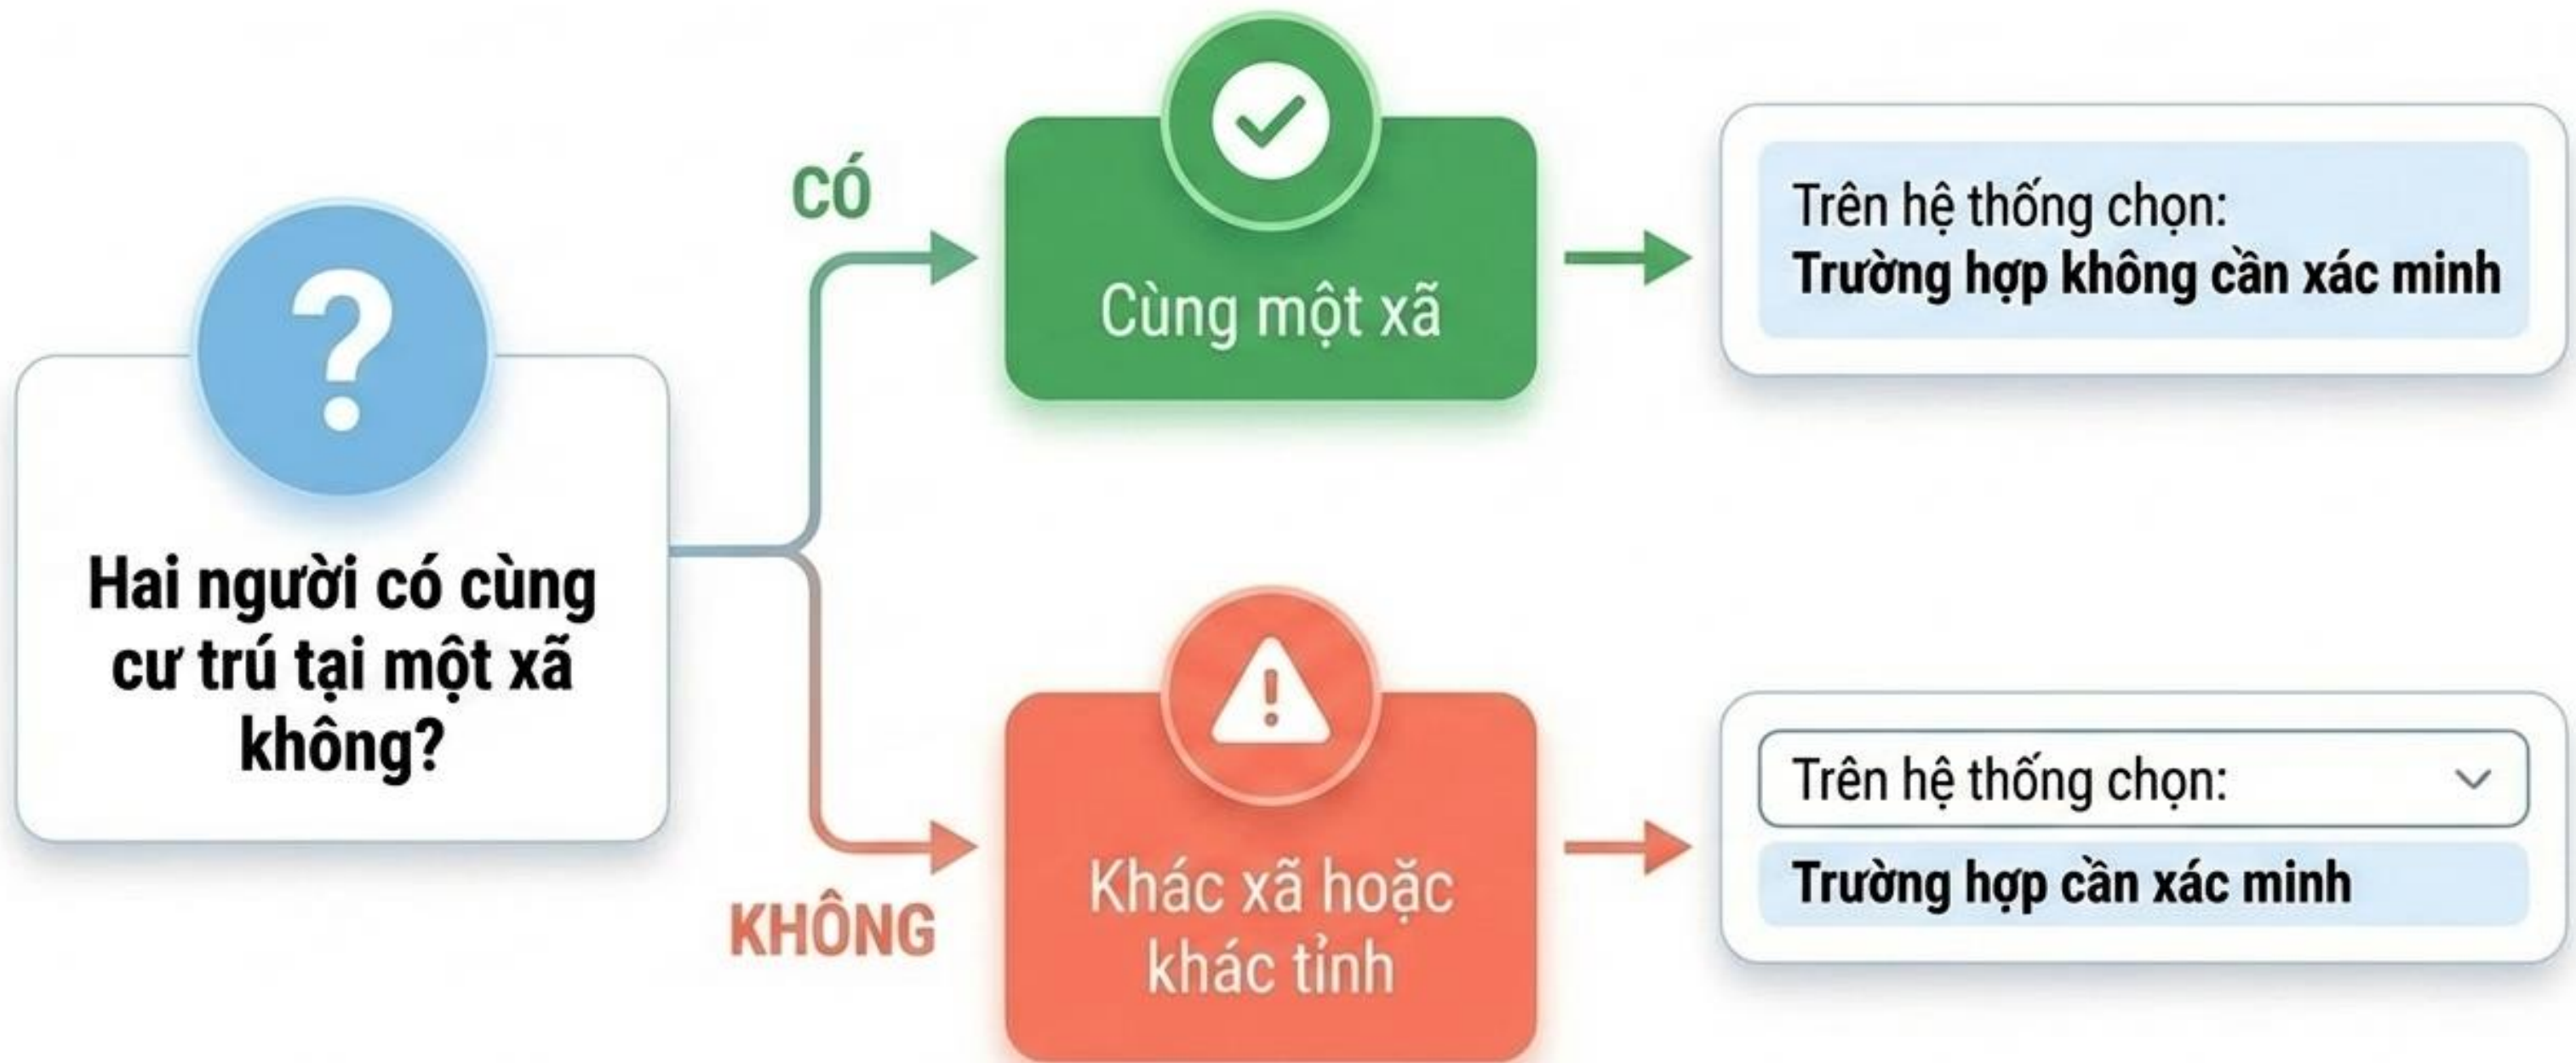 ?
Hai người có cùng
cư trú tại một xã
không?
CÓ
Cùng một xã
Trên hệ thống chọn:
Trường hợp không cần xác minh
KHÔNG
!
Khác xã hoặc
khác tỉnh
Trên hệ thống chọn:
Trường hợp cần xác minh